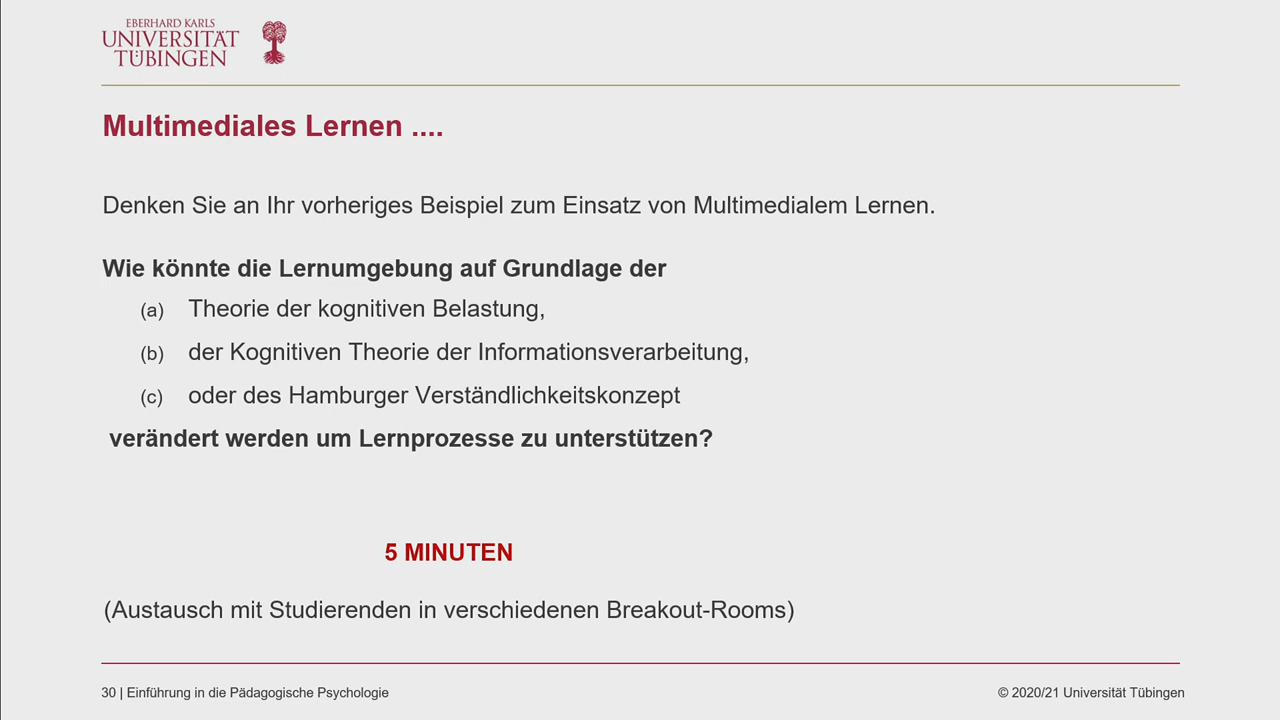 EBERHARD KARLS
UNIVERSITÄT
TÜBINGEN
Multimediales Lernen ....
Denken Sie an Ihr vorheriges Beispiel zum Einsatz von Multimedialem Lernen.
Wie könnte die Lernumgebung auf Grundlage der
(a) Theorie der kognitiven Belastung,
(b) der Kognitiven Theorie der Informationsverarbeitung,
(c) oder des Hamburger Verständlichkeitskonzept
verändert werden um Lernprozesse zu unterstützen?
5 MINUTEN
(Austausch mit Studierenden in verschiedenen Breakout-Rooms)
30 | Einführung in die Pädagogische Psychologie
© 2020/21 Universität Tübingen